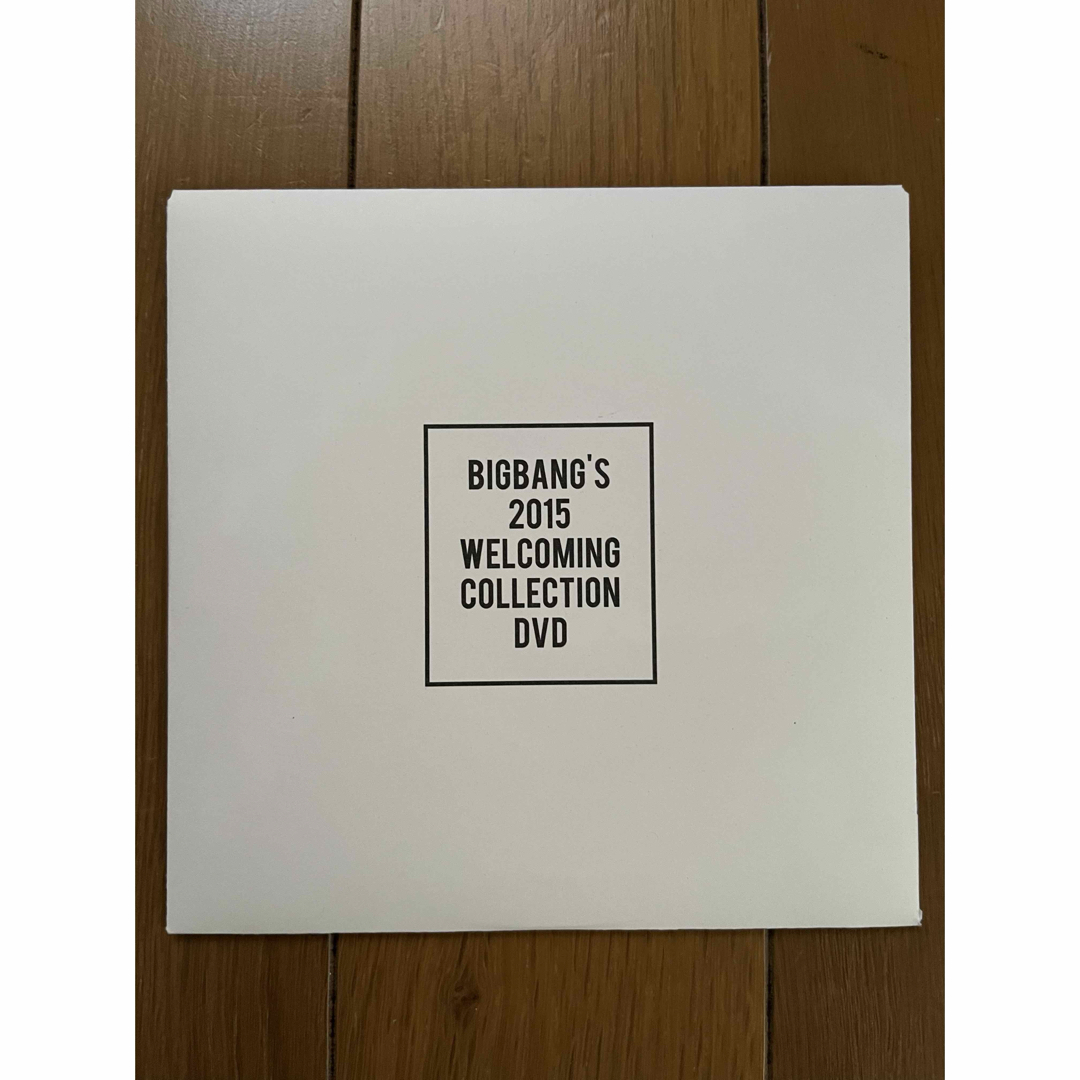 BIGBANG'S
2015
WELCOMING
COLLECTION
DVD